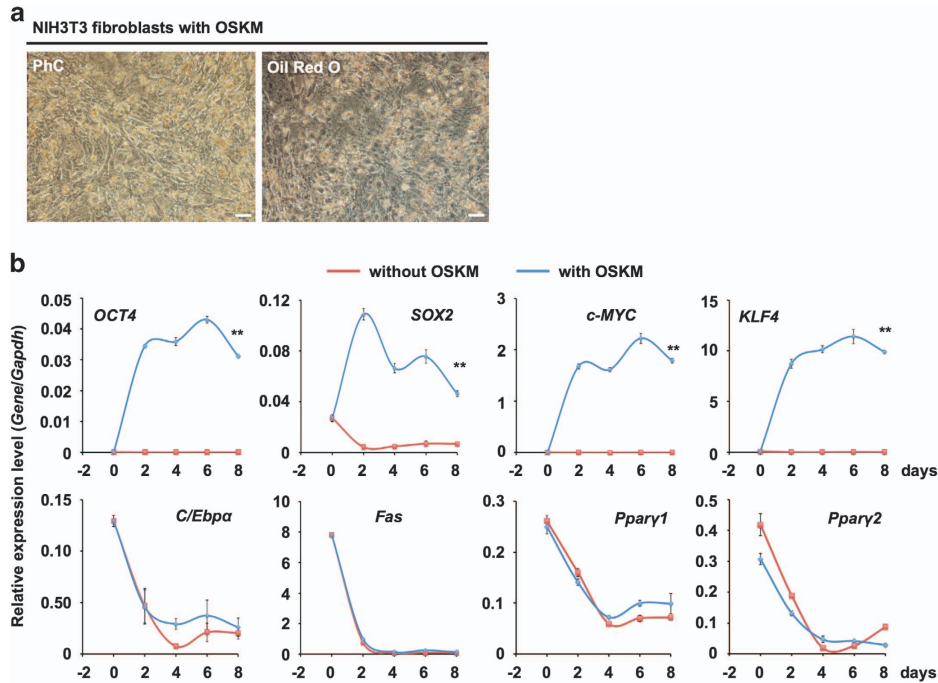 a
NIH3T3 fibroblasts with OSKM
PhC
Oil Red O
b
without OSKM
with OSKM
Relative expression level (Gene/Gapdh)
OCT4
0.05
0.04
0.03
0.02
0.01
0
**
-2 0 2 4 6 8
SOX2
0.12
0.08
0.04
0
**
-2 0 2 4 6 8
c-MYC
3
2
1
0
**
-2 0 2 4 6 8
KLF4
15
10
5
0
**
-2 0 2 4 6 8 days
C/Ebpα
0.15
0.10
0.50
0
-2 0 2 4 6 8
Fas
10
8
6
4
2
0
-2 0 2 4 6 8
Pparγ1
0.3
0.2
0.1
0
-2 0 2 4 6 8
Pparγ2
0.5
0.4
0.3
0.2
0.1
0
-2 0 2 4 6 8 days